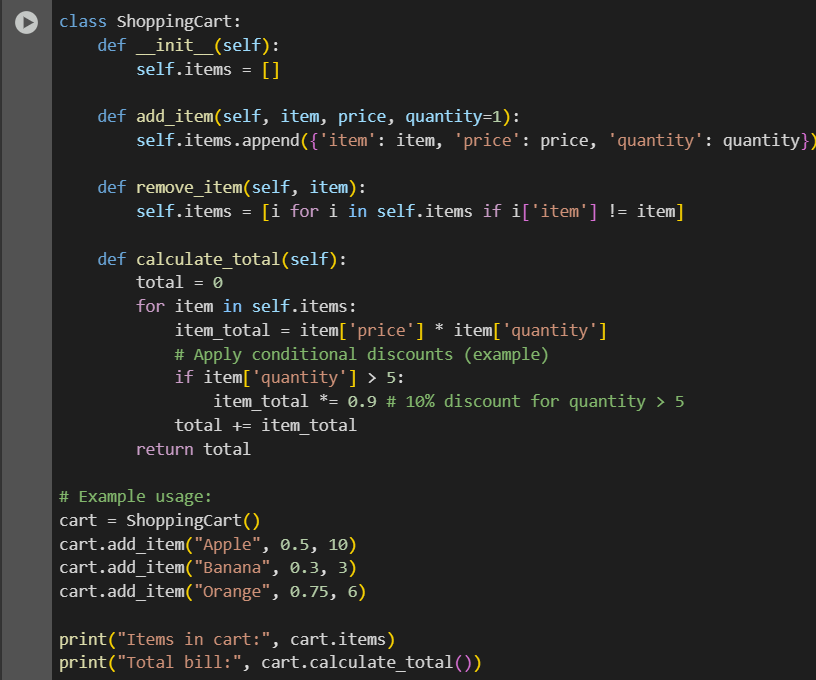 class ShoppingCart:
    def __init__(self):
        self.items = []

    def add_item(self, item, price, quantity=1):
        self.items.append({'item': item, 'price': price, 'quantity': quantity})

    def remove_item(self, item):
        self.items = [i for i in self.items if i['item'] != item]

    def calculate_total(self):
        total = 0
        for item in self.items:
            item_total = item['price'] * item['quantity']
            # Apply conditional discounts (example)
            if item['quantity'] > 5:
                item_total *= 0.9 # 10% discount for quantity > 5
            total += item_total
        return total

# Example usage:
cart = ShoppingCart()
cart.add_item("Apple", 0.5, 10)
cart.add_item("Banana", 0.3, 3)
cart.add_item("Orange", 0.75, 6)

print("Items in cart:", cart.items)
print("Total bill:", cart.calculate_total())